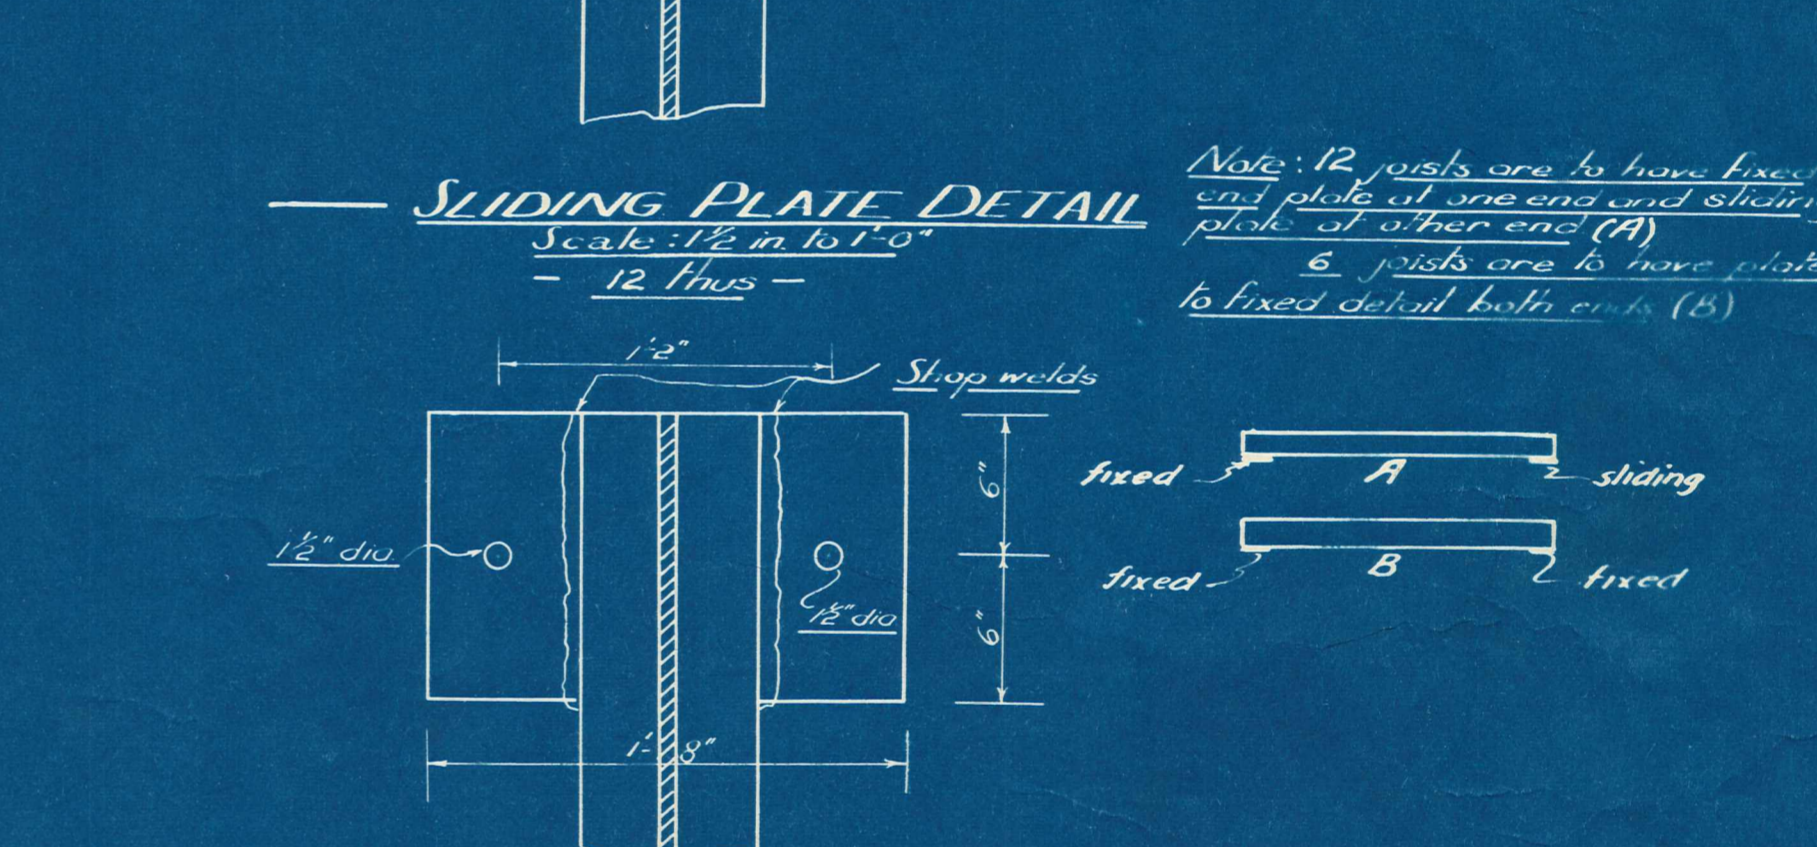 SLIDING PLATE DETAIL
Scale: 1½ in. to 1'-0"
- 12 thus -
Note: 12 joists are to have fixed
end plate at one end and
plate at other end (A)
6 joists are to have
to fixed detail both ends (B)
1'-2"
Shop welds
6"
6"
1½" dia
1½" dia
1'-8"
fixed
A
sliding
fixed
B
fixed